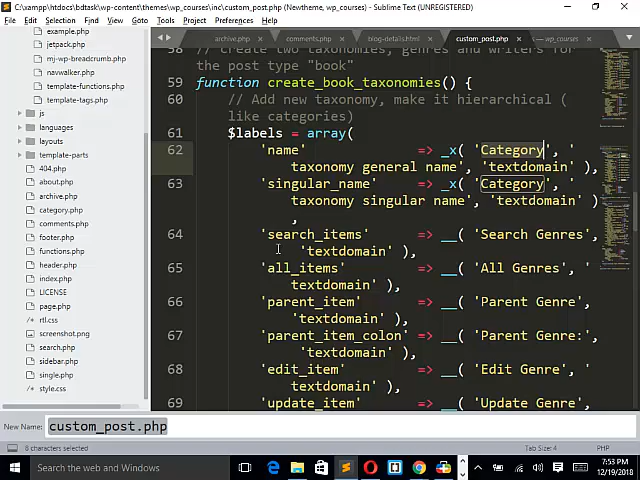 C:\xampp\htdocs\bdtask\wp-content\themes\wp_courses\inc\custom_post.php (Newtheme, wp_courses) - Sublime Text (UNREGISTERED)
File Edit Selection Find View Goto Tools Project Preferences Help
example.php
jetpack.php
mj-wp-breadcrumb.php
navwalker.php
template-functions.php
template-tags.php
js
languages
layouts
template-parts
404.php
about.php
archive.php
category.php
comments.php
footer.php
functions.php
header.php
index.php
LICENSE
page.php
rtl.css
screenshot.png
search.php
sidebar.php
single.php
style.css
archive.php comments.php blog-details.html custom_post.php — wp_courses
58 // create two taxonomies, genres and writers for
the post type "book"
59 function create_book_taxonomies() {
60 // Add new taxonomy, make it hierarchical (
like categories)
61 $labels = array(
62 'name' => _x( 'Category', '
taxonomy general name', 'textdomain' ),
63 'singular_name' => _x( 'Category', '
taxonomy singular name', 'textdomain' )
,
64 'search_items' => __( 'Search Genres',
'textdomain' ),
65 'all_items' => __( 'All Genres', '
textdomain' ),
66 'parent_item' => __( 'Parent Genre',
'textdomain' ),
67 'parent_item_colon' => __( 'Parent Genre:',
'textdomain' ),
68 'edit_item' => __( 'Edit Genre', '
textdomain' ),
69 'update_item' => __( 'Update Genre',
New Name: custom_post.php
8 characters selected Tab Size: 4 PHP
Search the web and Windows
7:53 PM
12/19/2018